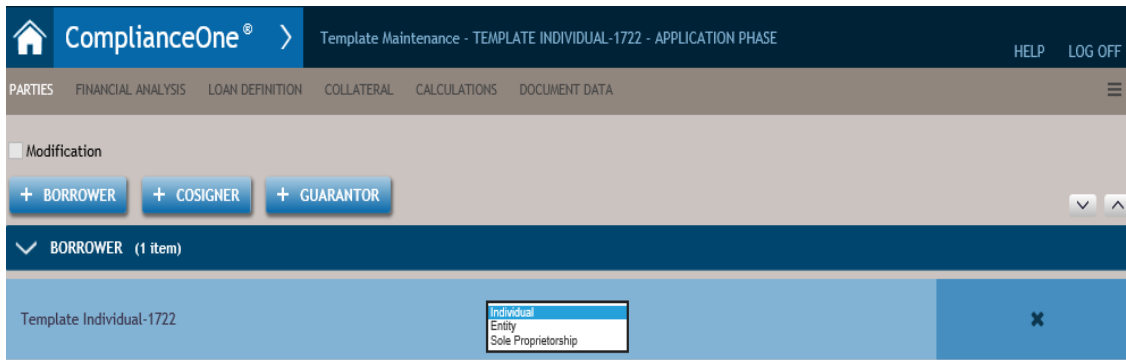 ComplianceOne®
Template Maintenance - TEMPLATE INDIVIDUAL-1722 - APPLICATION PHASE
HELP LOG OFF
PARTIES FINANCIAL ANALYSIS LOAN DEFINITION COLLATERAL CALCULATIONS DOCUMENT DATA
Modification
+ BORROWER + COSIGNER + GUARANTOR
BORROWER (1 item)
Template Individual-1722
Individual
Entity
Sole Proprietorship